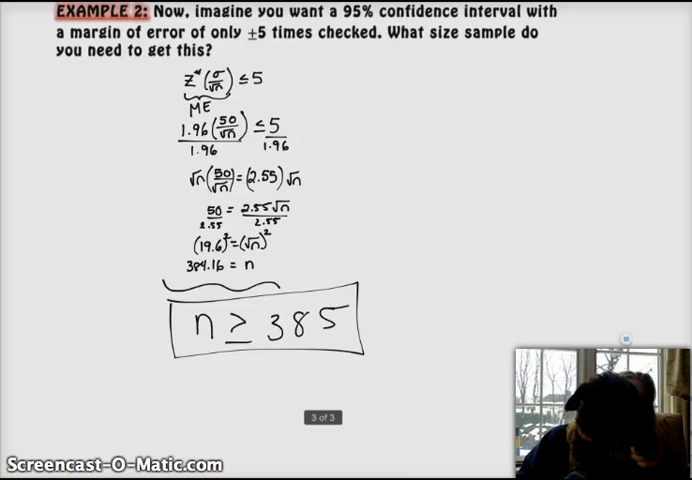 EXAMPLE 2: Now, imagine you want a 95% confidence interval with
a margin of error of only ±5 times checked. What size sample do
you need to get this?
z*(σ/√n) ≤ 5
ME
1.96(50/√n) ≤ 5
1.96 1.96
√n(50/√n) = (2.55)√n
50 = 2.55√n
2.55 2.55
(19.6)² = (√n)²
384.16 = n
n ≥ 385
3 of 3
Screencast-O-Matic.com